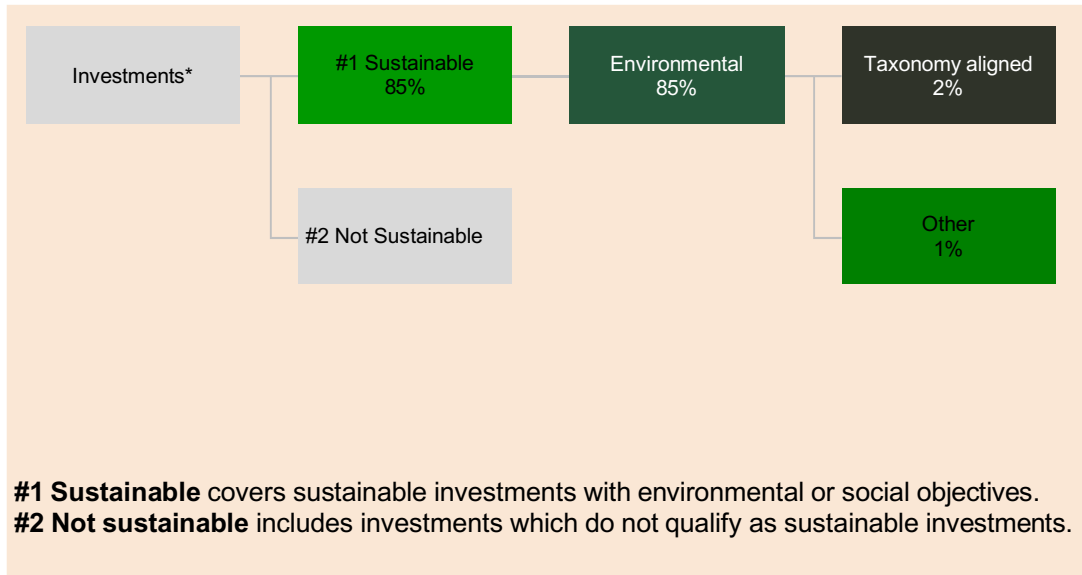 Investments*
#1 Sustainable
85%
Environmental
85%
Taxonomy aligned
2%
#2 Not Sustainable
Other
1%
#1 Sustainable covers sustainable investments with environmental or social objectives.
#2 Not sustainable includes investments which do not qualify as sustainable investments.